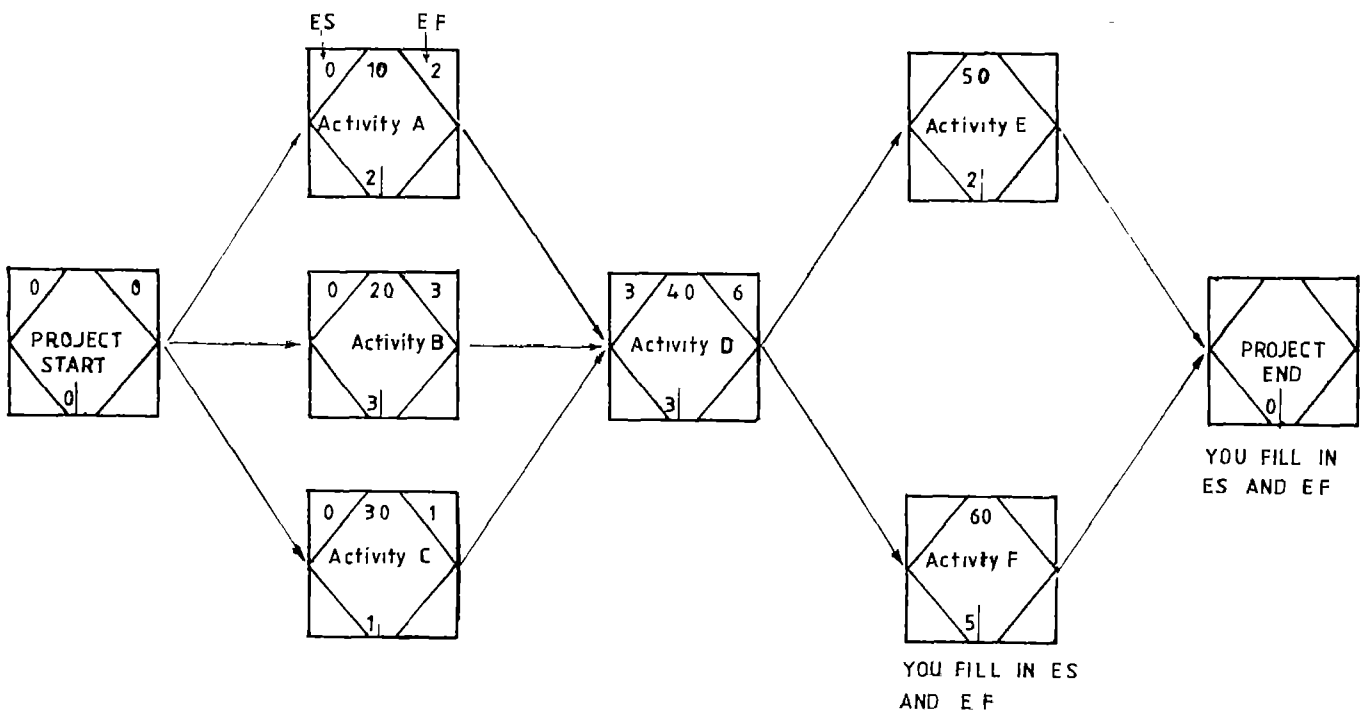 ES EF
0 10 2
Activity A
2
50
Activity E
2
0 0
PROJECT
START
0
0 20 3
Activity B
3
3 40 6
Activity D
3
PROJECT
END
0
YOU FILL IN
ES AND EF
0 30 1
Activity C
1
60
Activity F
5
YOU FILL IN ES
AND EF